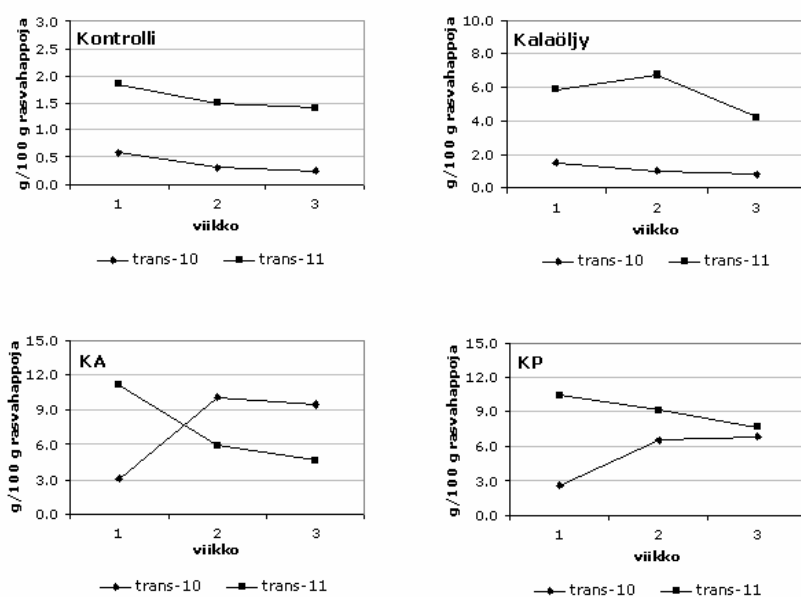 Kontrolli
g/100 g rasvahappoja
3.0
2.5
2.0
1.5
1.0
0.5
0.0
1 2 3
viikko
trans-10 trans-11
Kalaöljy
g/100 g rasvahappoja
10.0
8.0
6.0
4.0
2.0
0.0
1 2 3
viikko
trans-10 trans-11
KA
g/100 g rasvahappoja
15.0
12.0
9.0
6.0
3.0
0.0
1 2 3
viikko
trans-10 trans-11
KP
g/100 g rasvahappoja
15.0
12.0
9.0
6.0
3.0
0.0
1 2 3
viikko
trans-10 trans-11